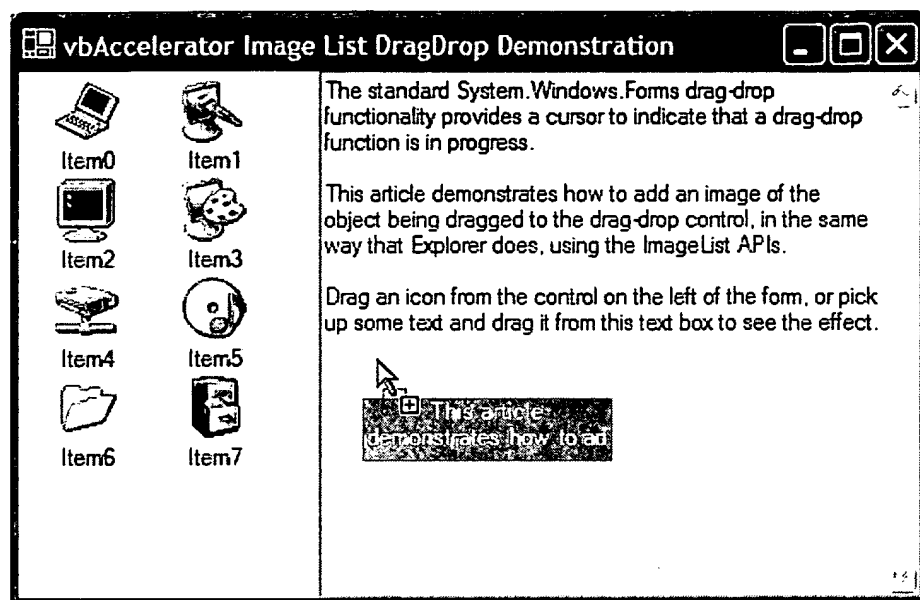 vbAccelerator Image List DragDrop Demonstration
Item0 Item1
Item2 Item3
Item4 Item5
Item6 Item7
The standard System.Windows.Forms drag-drop
functionality provides a cursor to indicate that a drag-drop
function is in progress.
This article demonstrates how to add an image of the
object being dragged to the drag-drop control, in the same
way that Explorer does, using the ImageList APIs.
Drag an icon from the control on the left of the form, or pick
up some text and drag it from this text box to see the effect.
This article
demonstrates how to ad